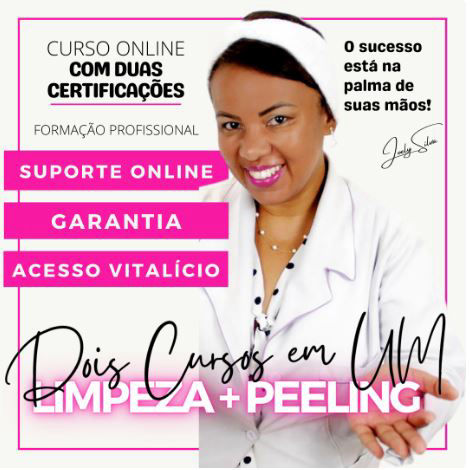 CURSO ONLINE
COM DUAS
CERTIFICAÇÕES
FORMAÇÃO PROFISSIONAL
SUPORTE ONLINE
GARANTIA
ACESSO VITALÍCIO
O sucesso
está na
palma de
suas mãos!
Dois Cursos em UM
LIMPEZA + PEELING